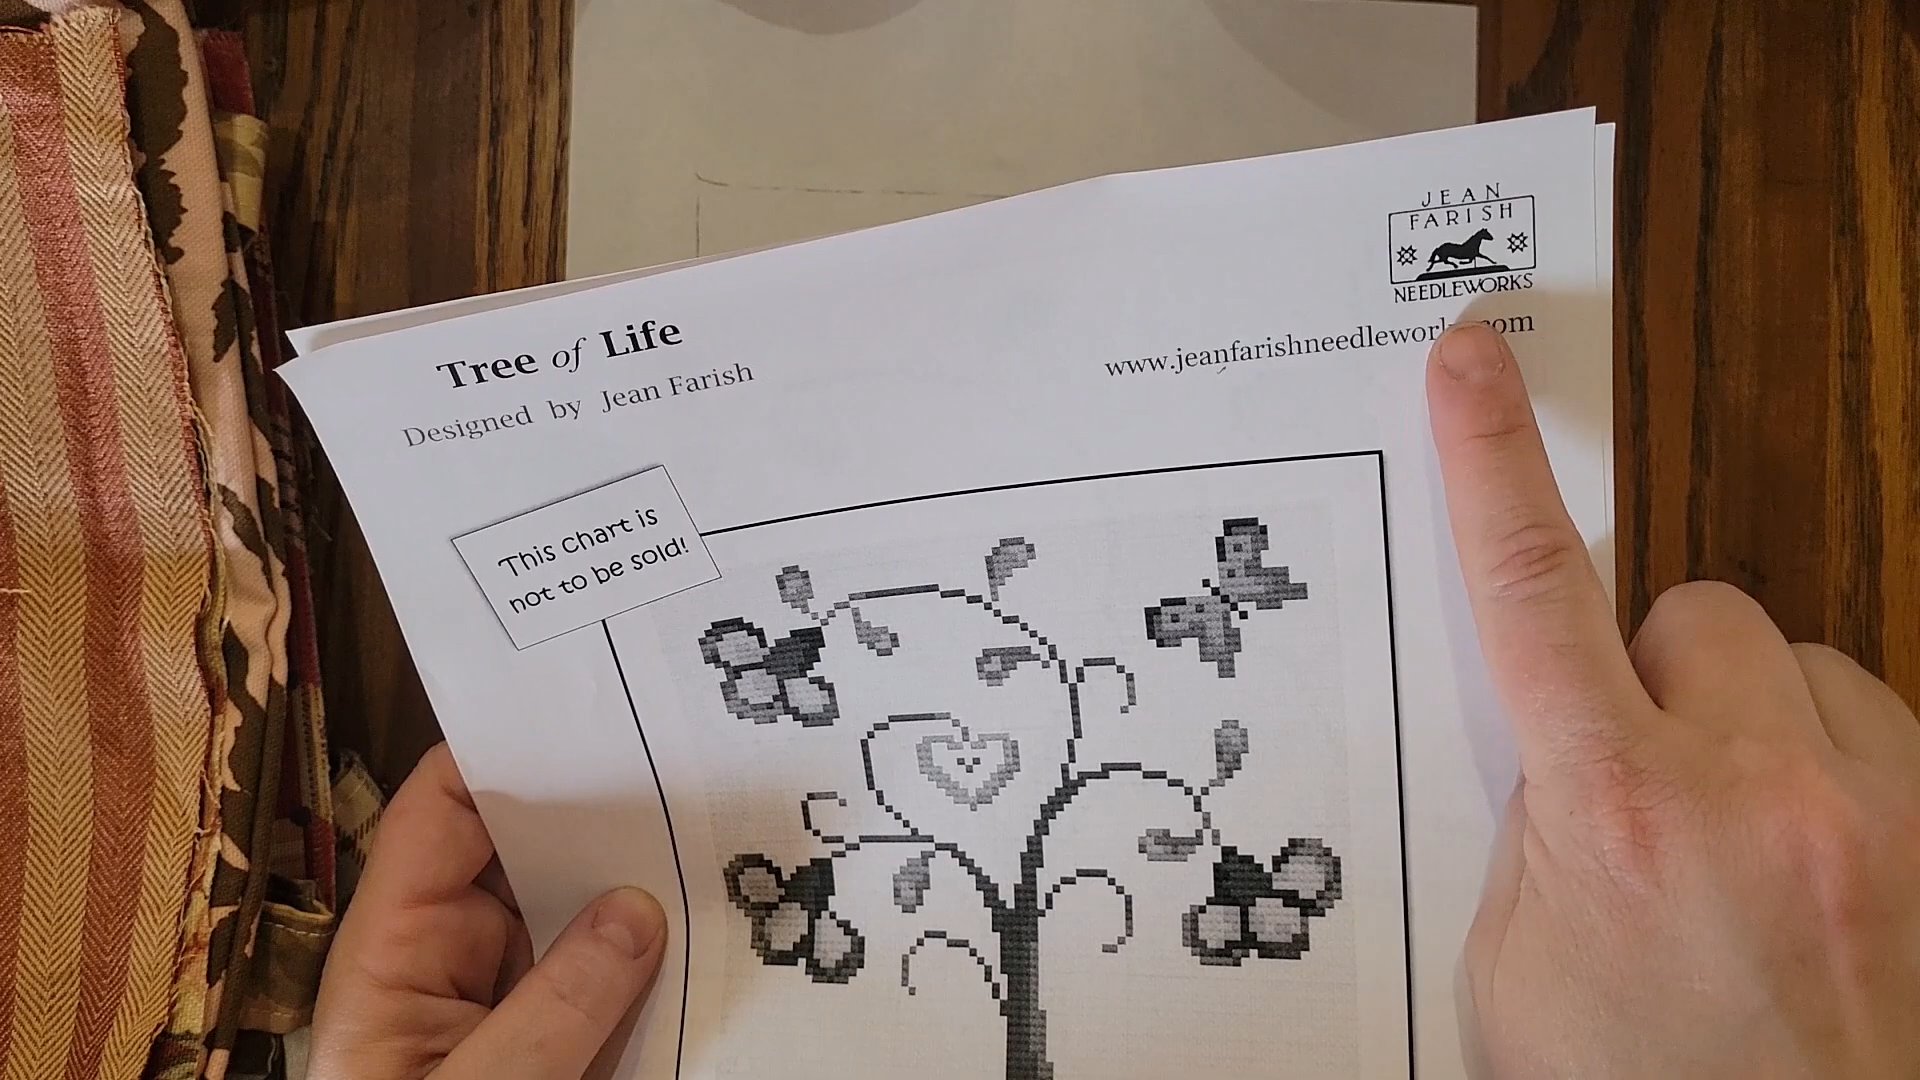 JEAN
FARISH
NEEDLEWORKS
Tree of Life
Designed by Jean Farish
This chart is
not to be sold!